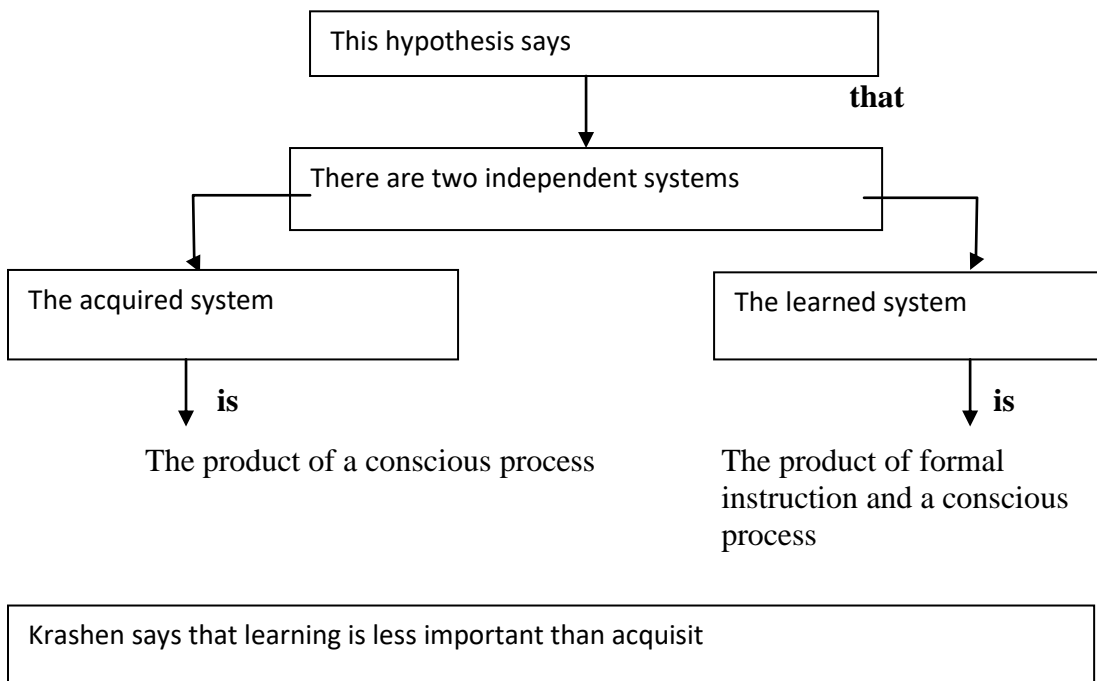 This hypothesis says
that
There are two independent systems
The acquired system
The learned system
is
is
The product of a conscious process
The product of formal
instruction and a conscious
process
Krashen says that learning is less important than acquisit